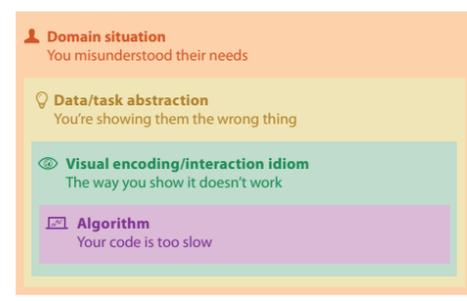 Domain situation
You misunderstood their needs
Data/task abstraction
You're showing them the wrong thing
Visual encoding/interaction idiom
The way you show it doesn't work
Algorithm
Your code is too slow